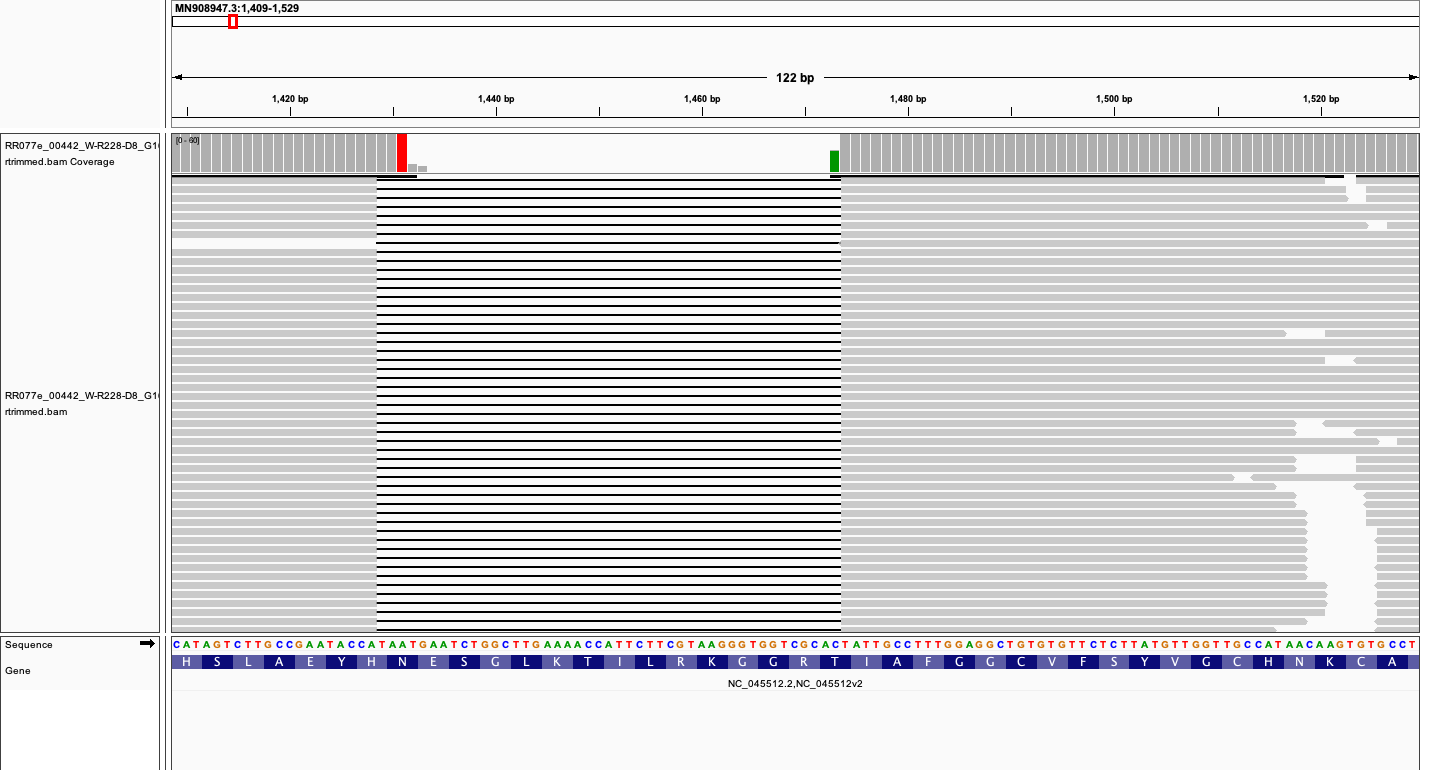 MN908947.3:1,409-1,529
122 bp
1,420 bp 1,440 bp 1,460 bp 1,480 bp 1,500 bp 1,520 bp
RR077e_00442_W-R228-D8_G1
rtrimmed.bam Coverage
[0 - 60]
RR077e_00442_W-R228-D8_G1
rtrimmed.bam
Sequence
CATAGTCTTGCCGAATACCATAATGAATCTGGCTTGAAAACCATTCTTCGTAAGGGTGGTCGCACTATTGCCTTTGGAGGCTGTGTGTTCTCTTATGTTGGTTGCCATAACAAGTGTGCCT
Gene
H S L A E Y H N E S G L K T I L R K G G R T I A F G G C V F S Y V G C H N K C A
NC_045512.2,NC_045512v2